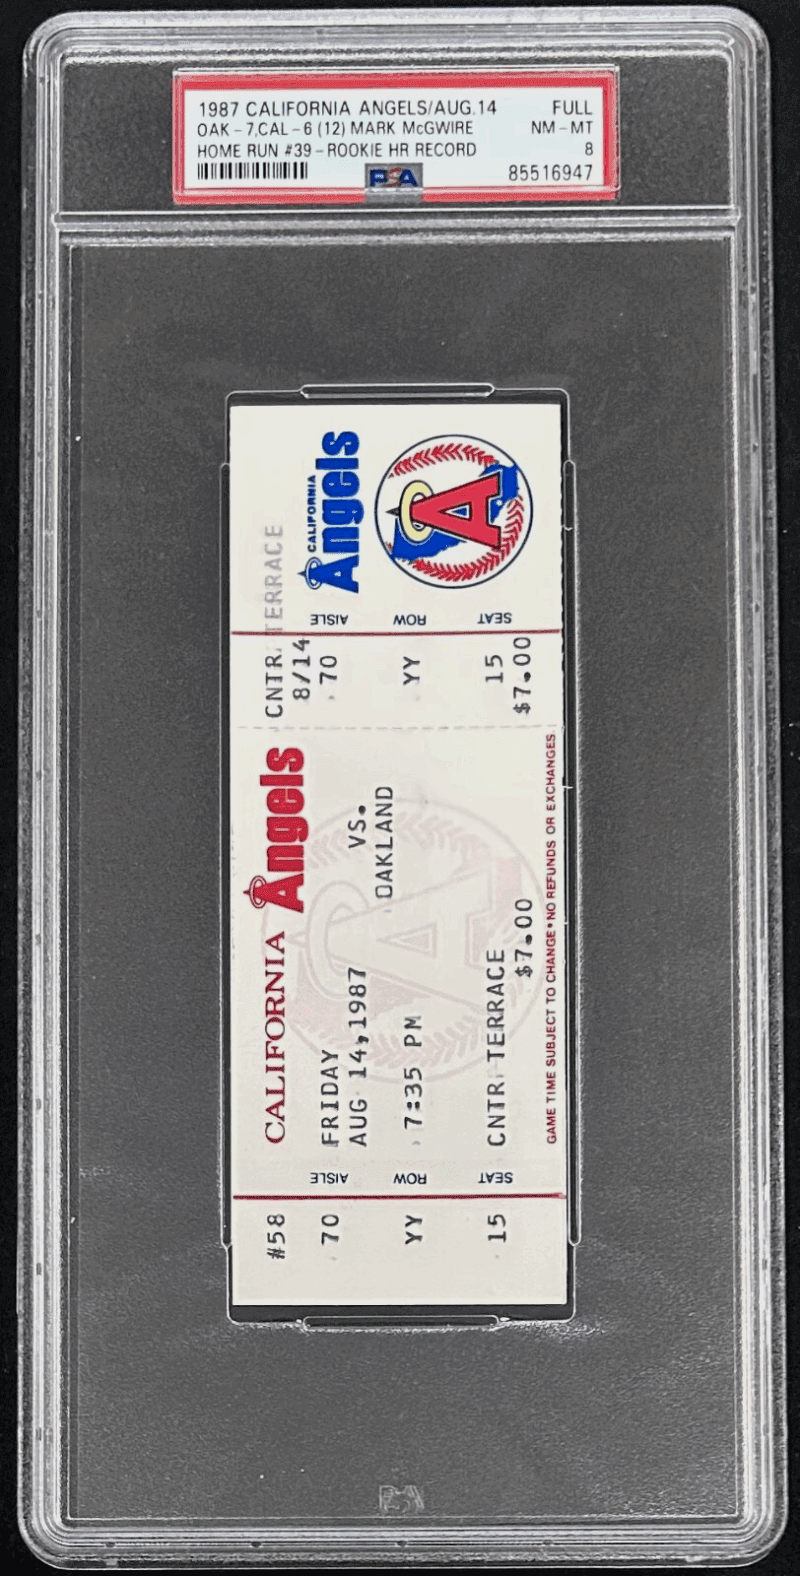 1987 CALIFORNIA ANGELS/AUG.14 FULL
OAK-7,CAL-6 (12) MARK McGWIRE NM-MT
HOME RUN #39-ROOKIE HR RECORD 8
PSA 85516947
CALIFORNIA
Angels
A
CNTR. TERRACE
8/14
AISLE ROW SEAT
70 YY 15
$7.00
CALIFORNIA Angels
FRIDAY VS.
AUG 14,1987 OAKLAND
7:35 PM
CNTR. TERRACE
$7.00
GAME TIME SUBJECT TO CHANGE • NO REFUNDS OR EXCHANGES
AISLE ROW SEAT
#58
70 YY 15
PSA